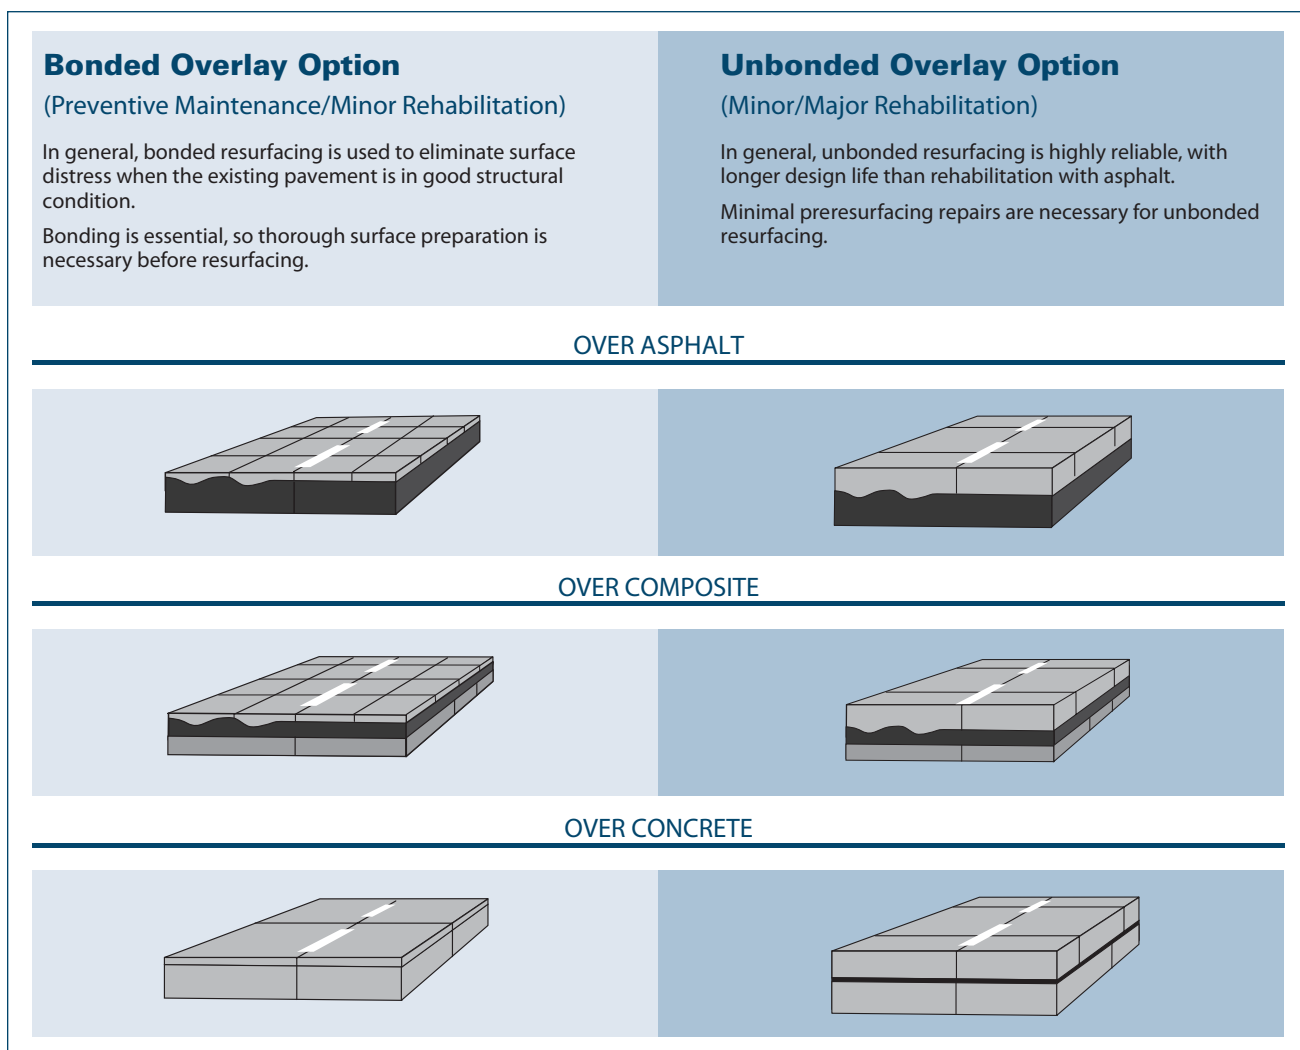 Bonded Overlay Option
(Preventive Maintenance/Minor Rehabilitation)
In general, bonded resurfacing is used to eliminate surface
distress when the existing pavement is in good structural
condition.
Bonding is essential, so thorough surface preparation is
necessary before resurfacing.
Unbonded Overlay Option
(Minor/Major Rehabilitation)
In general, unbonded resurfacing is highly reliable, with
longer design life than rehabilitation with asphalt.
Minimal preresurfacing repairs are necessary for unbonded
resurfacing.
OVER ASPHALT
OVER COMPOSITE
OVER CONCRETE